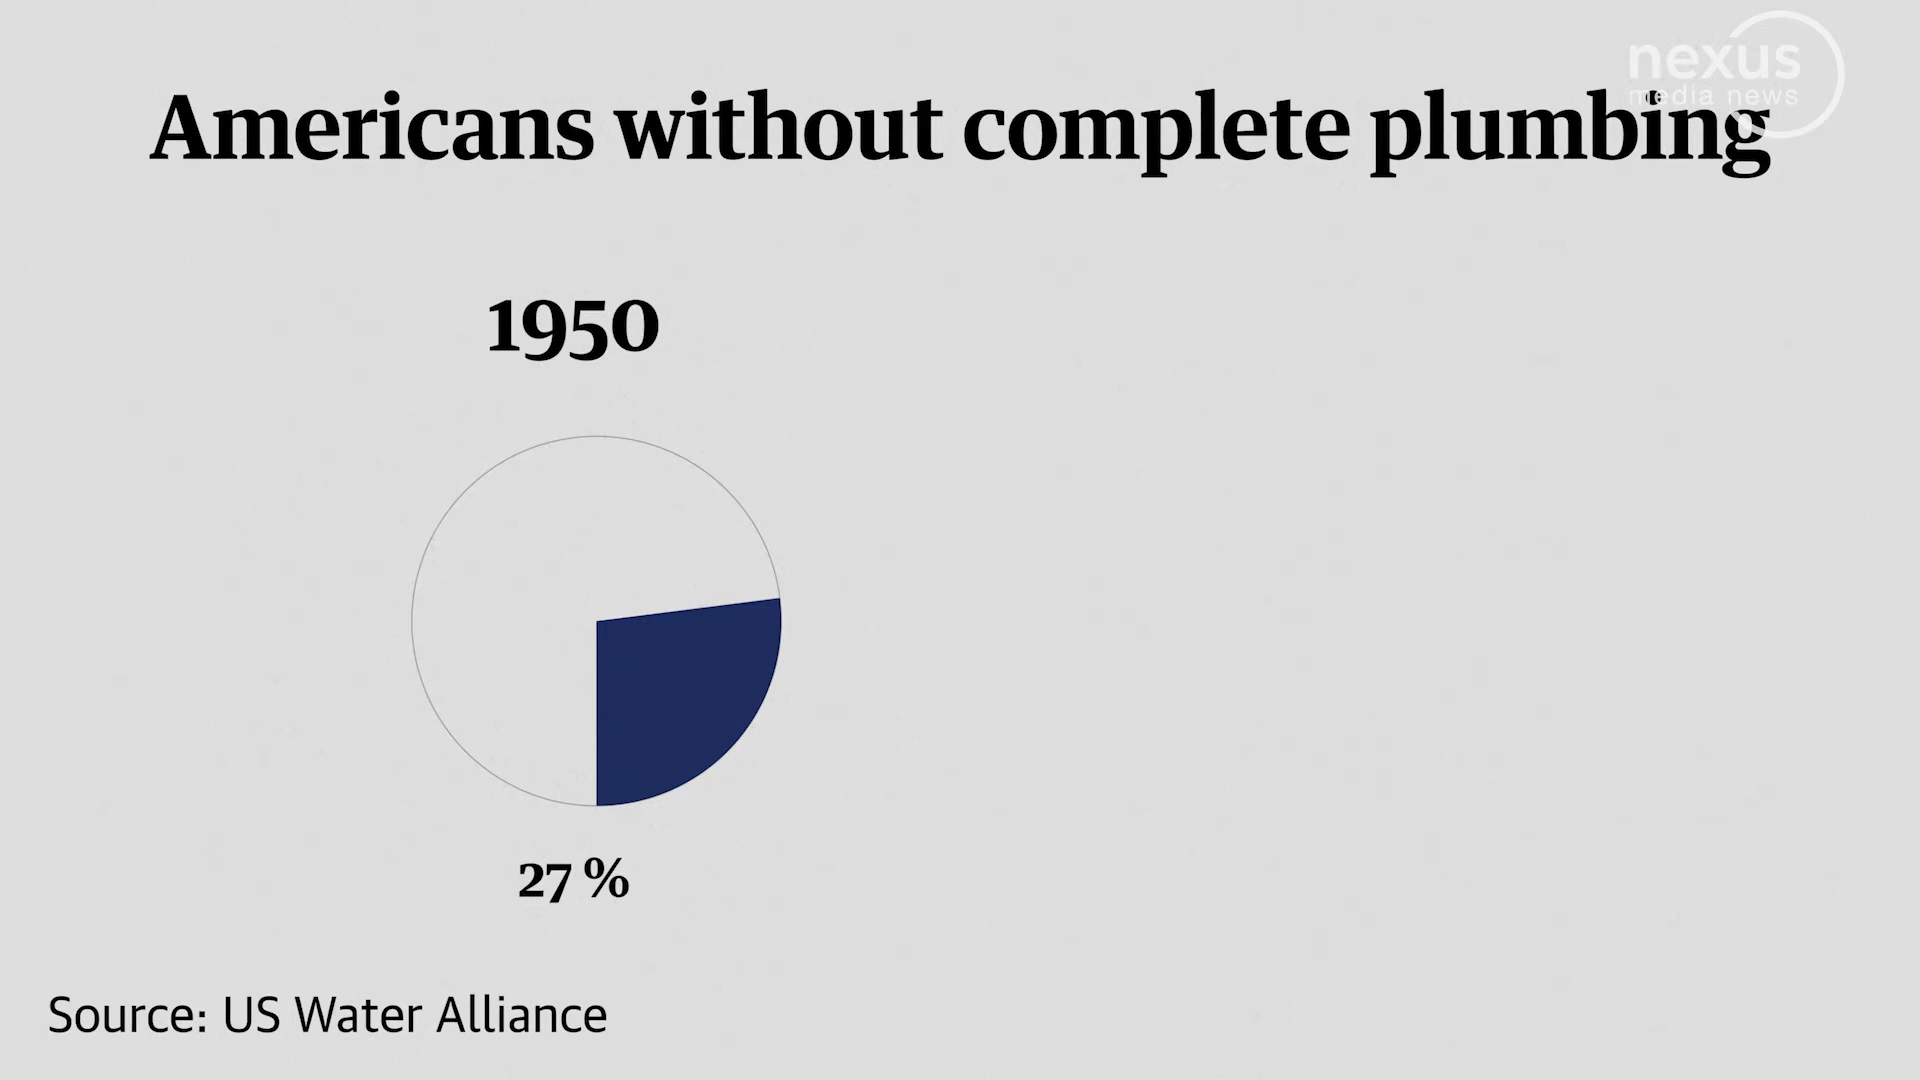 nexus
media news
Americans without complete plumbing
1950
27 %
Source: US Water Alliance